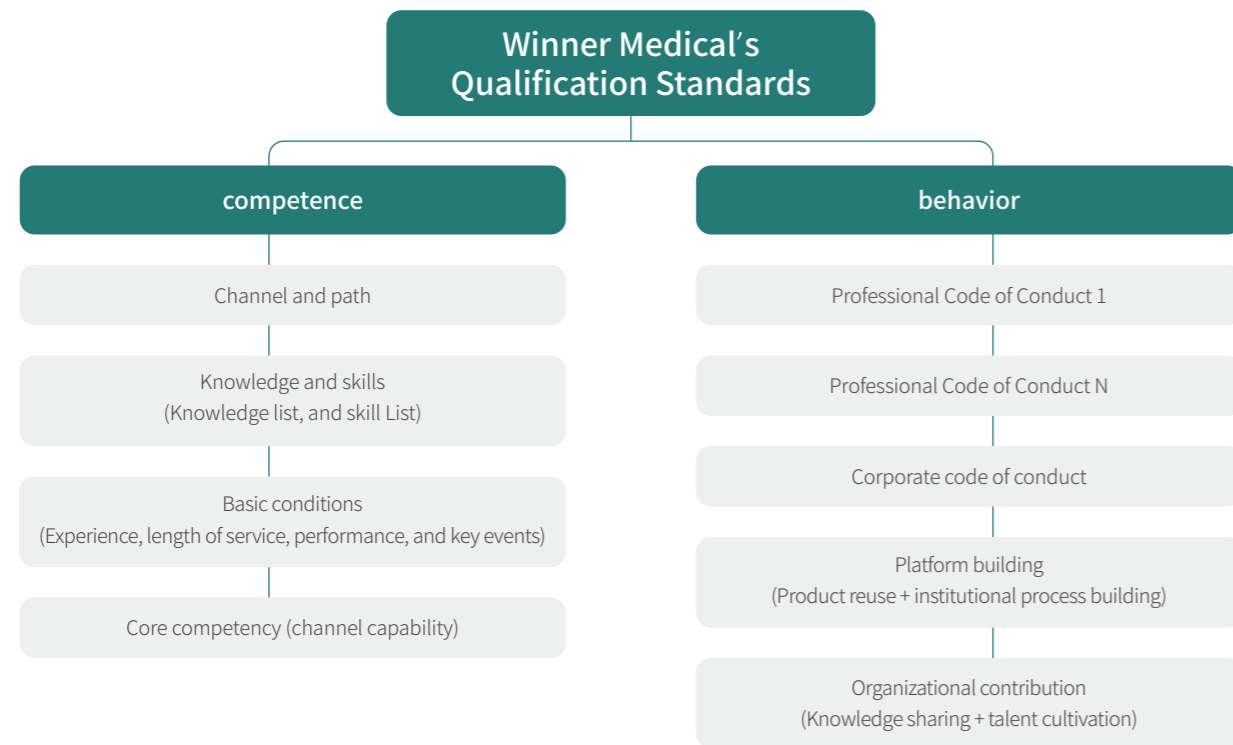 Winner Medical's
Qualification Standards
competence
Channel and path
Knowledge and skills
(Knowledge list, and skill List)
Basic conditions
(Experience, length of service, performance, and key events)
Core competency (channel capability)
behavior
Professional Code of Conduct 1
Professional Code of Conduct N
Corporate code of conduct
Platform building
(Product reuse + institutional process building)
Organizational contribution
(Knowledge sharing + talent cultivation)